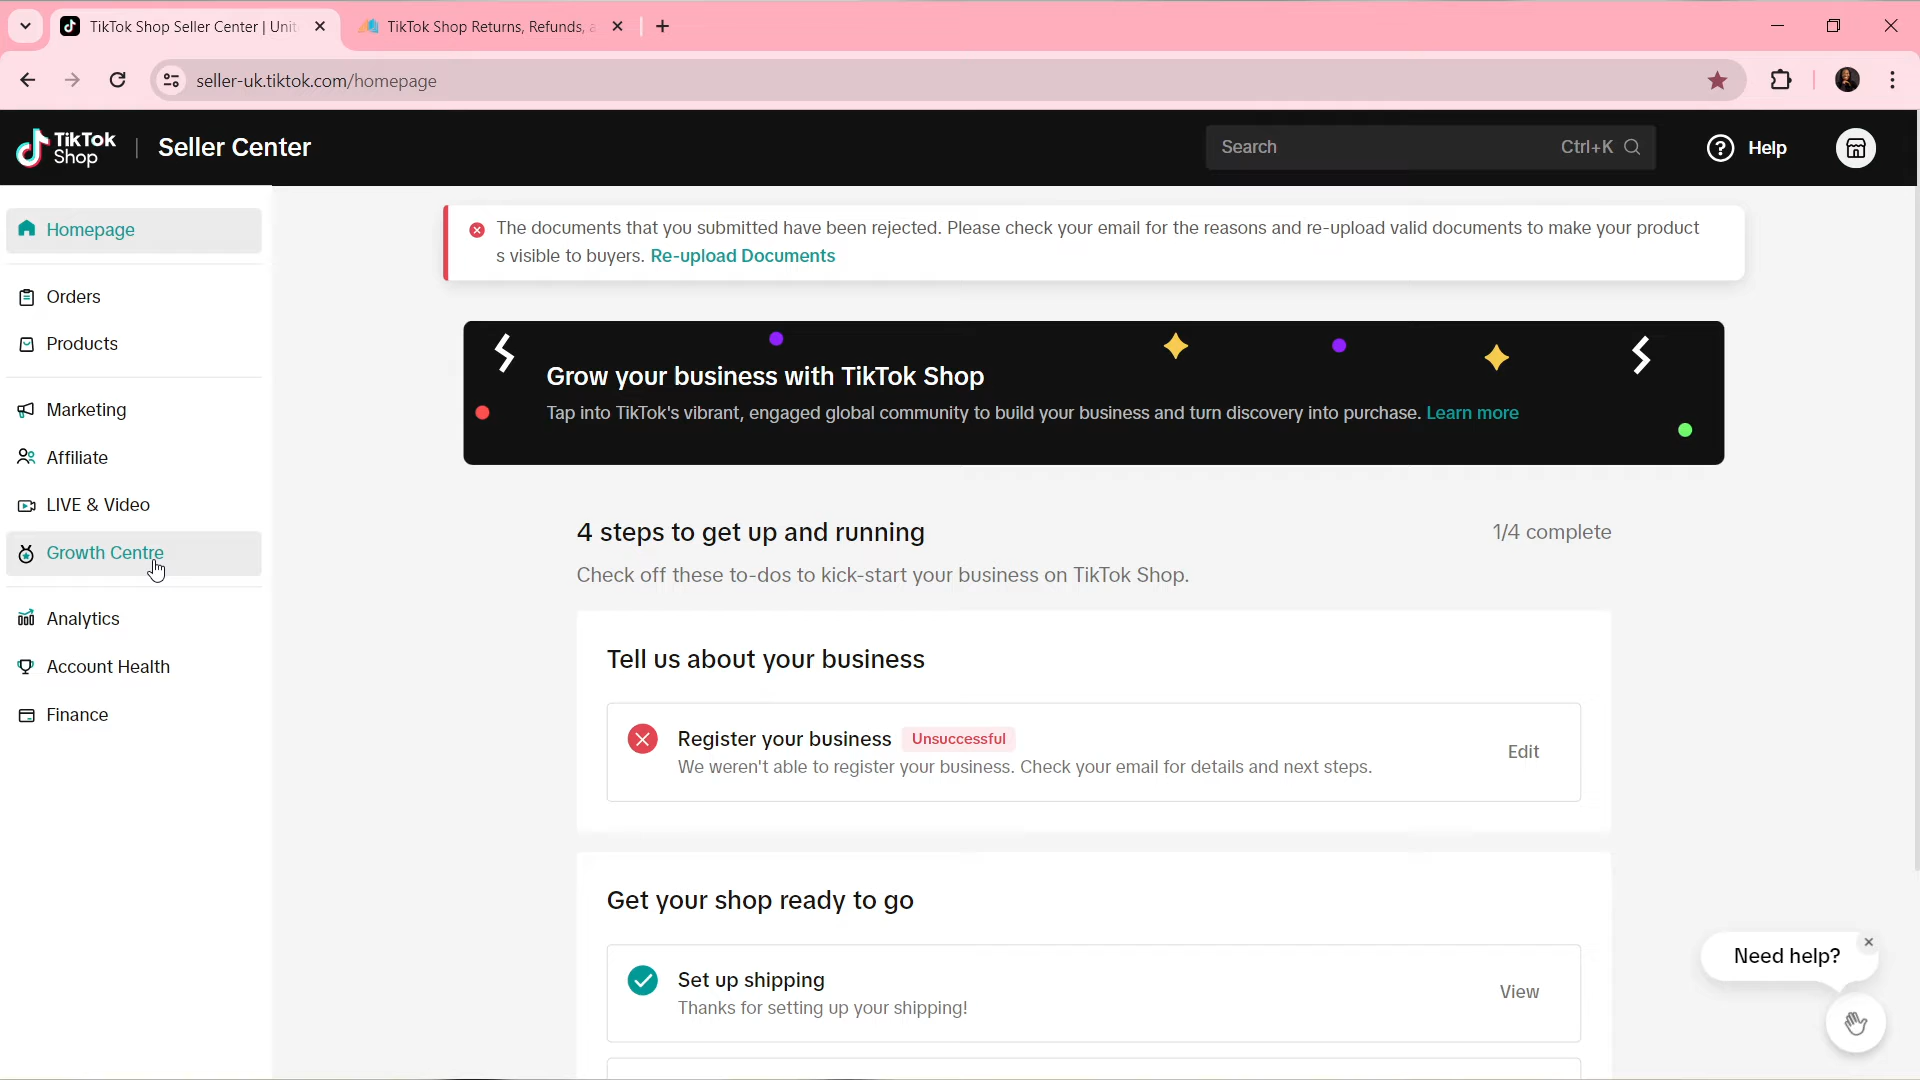 TikTok Shop Seller Center | Unit
TikTok Shop Returns, Refunds, a
seller-uk.tiktok.com/homepage
TikTok Shop
Seller Center
Search
Ctrl+K
Help
Homepage
Orders
Products
Marketing
Affiliate
LIVE & Video
Growth Centre
Analytics
Account Health
Finance
The documents that you submitted have been rejected. Please check your email for the reasons and re-upload valid documents to make your product
s visible to buyers. Re-upload Documents
Grow your business with TikTok Shop
Tap into TikTok's vibrant, engaged global community to build your business and turn discovery into purchase. Learn more
4 steps to get up and running
1/4 complete
Check off these to-dos to kick-start your business on TikTok Shop.
Tell us about your business
Register your business Unsuccessful
We weren't able to register your business. Check your email for details and next steps.
Edit
Get your shop ready to go
Set up shipping
Thanks for setting up your shipping!
View
Need help?